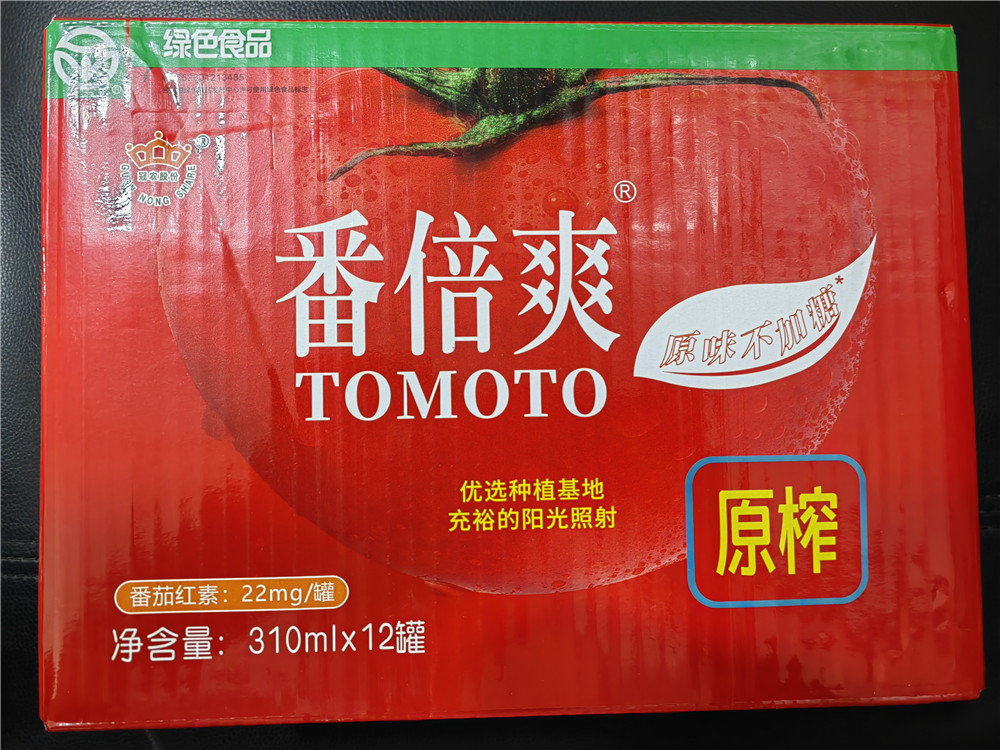 绿色食品
冠农股份
NONG SHARE
番倍爽
®
TOMOTO
原味不加糖*
优选种植基地
充裕的阳光照射
原榨
番茄红素：22mg/罐
净含量：310mlx12罐